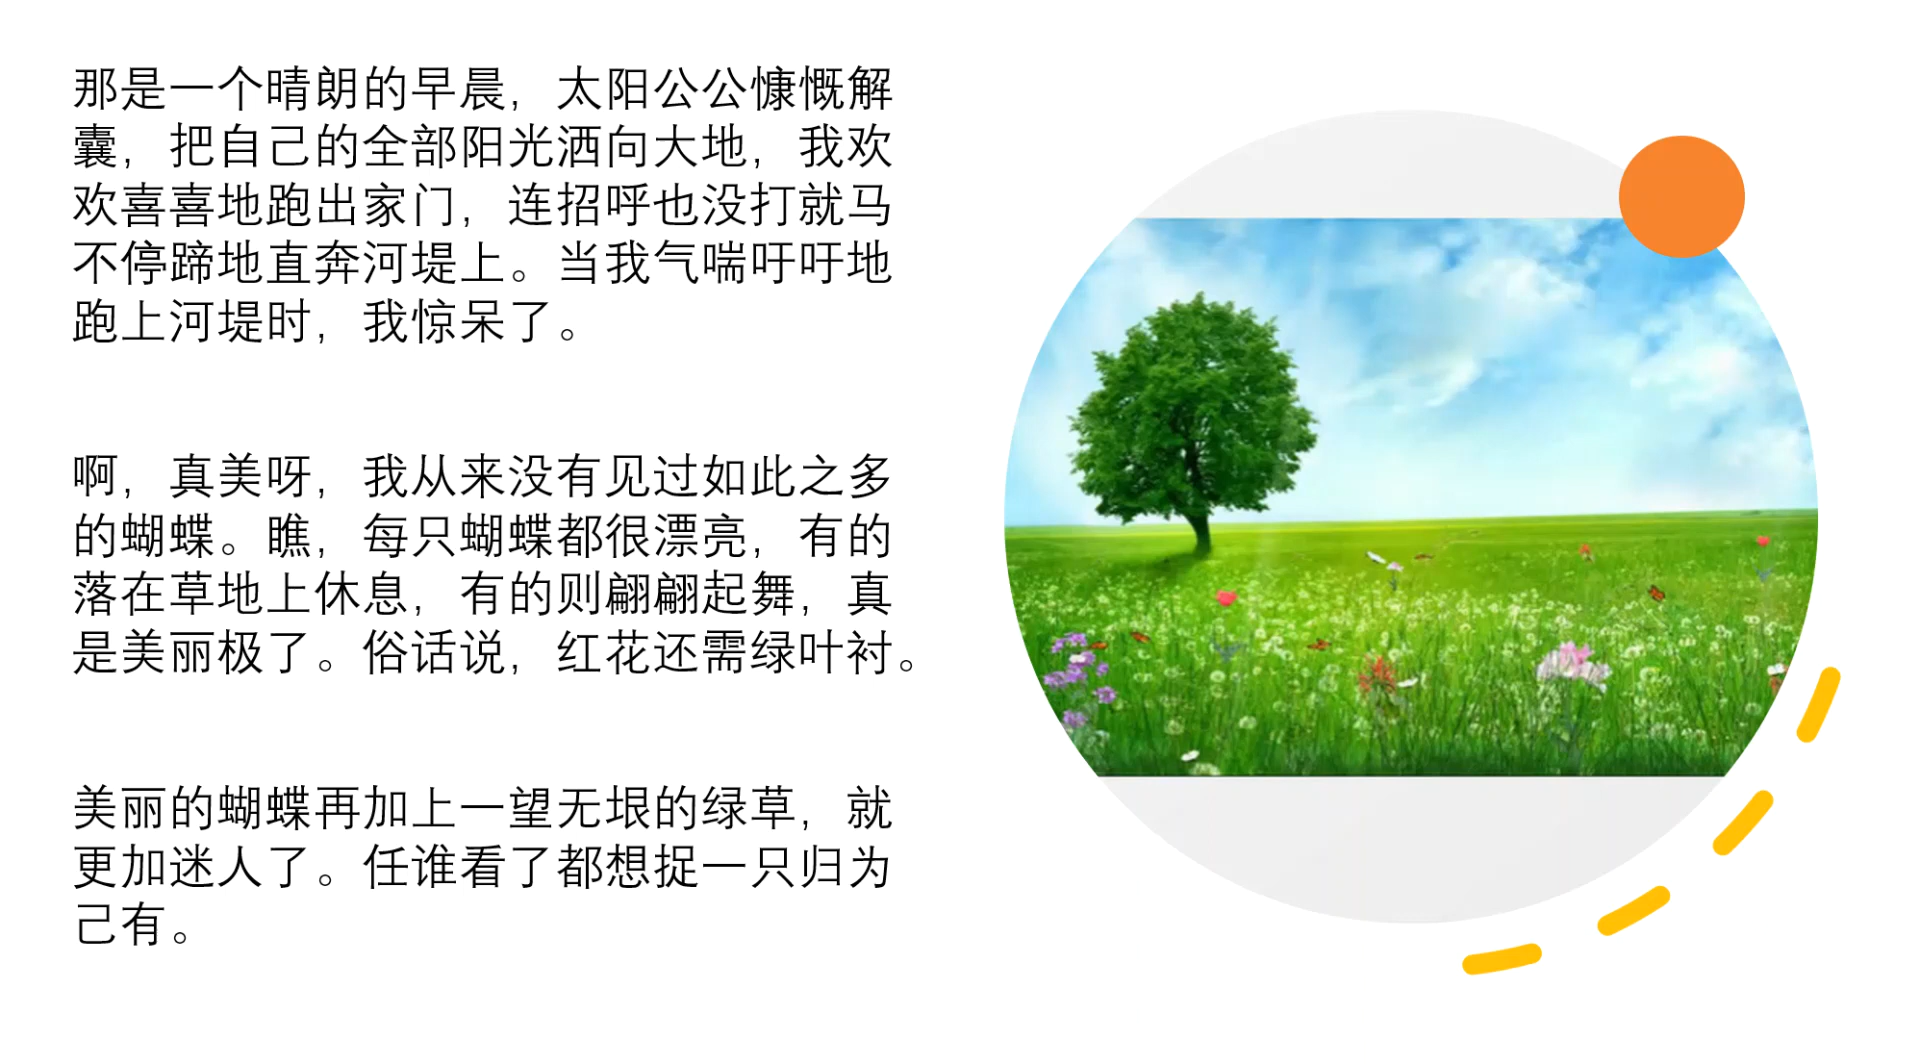 那是一个晴朗的早晨，太阳公公慷慨解
囊，把自己的全部阳光洒向大地，我欢
欢喜喜地跑出家门，连招呼也没打就马
不停蹄地直奔河堤上。当我气喘吁吁地
跑上河堤时，我惊呆了。
啊，真美呀，我从来没有见过如此之多
的蝴蝶。瞧，每只蝴蝶都很漂亮，有的
落在草地上休息，有的则翩翩起舞，真
是美丽极了。俗话说，红花还需绿叶衬。
美丽的蝴蝶再加上一望无垠的绿草，就
更加迷人了。任谁看了都想捉一只归为
己有。